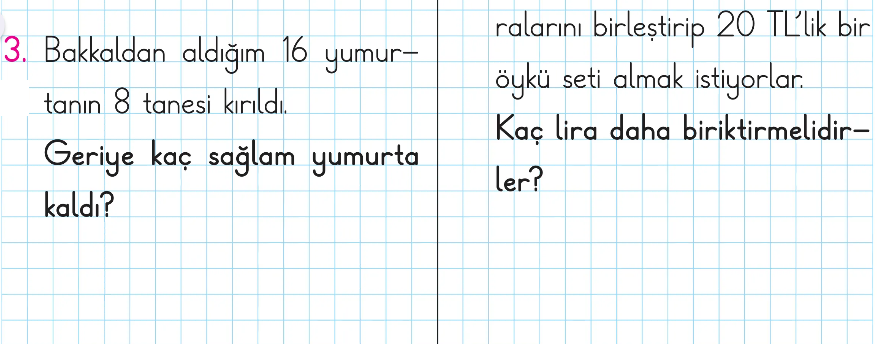 3. Bakkaldan aldığım 16 yumur-
tanın 8 tanesi kırıldı.
Geriye kaç sağlam yumurta
kaldı?
ralarını birleştirip 20 TL'lik bir
öykü seti almak istiyorlar.
Kaç lira daha biriktirmelidir-
ler?